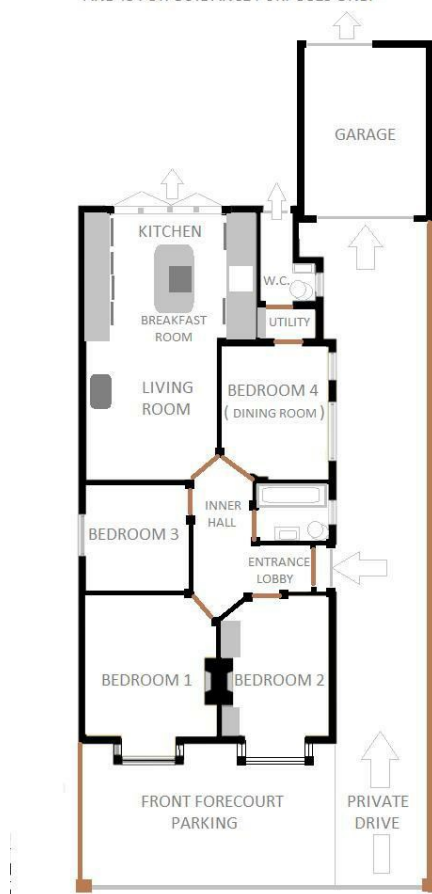 GARAGE
KITCHEN
W.C.
BREAKFAST
ROOM
UTILITY
LIVING
ROOM
BEDROOM 4
( DINING ROOM )
INNER
HALL
BEDROOM 3
ENTRANCE
LOBBY
BEDROOM 1
BEDROOM 2
FRONT FORECOURT
PARKING
PRIVATE
DRIVE